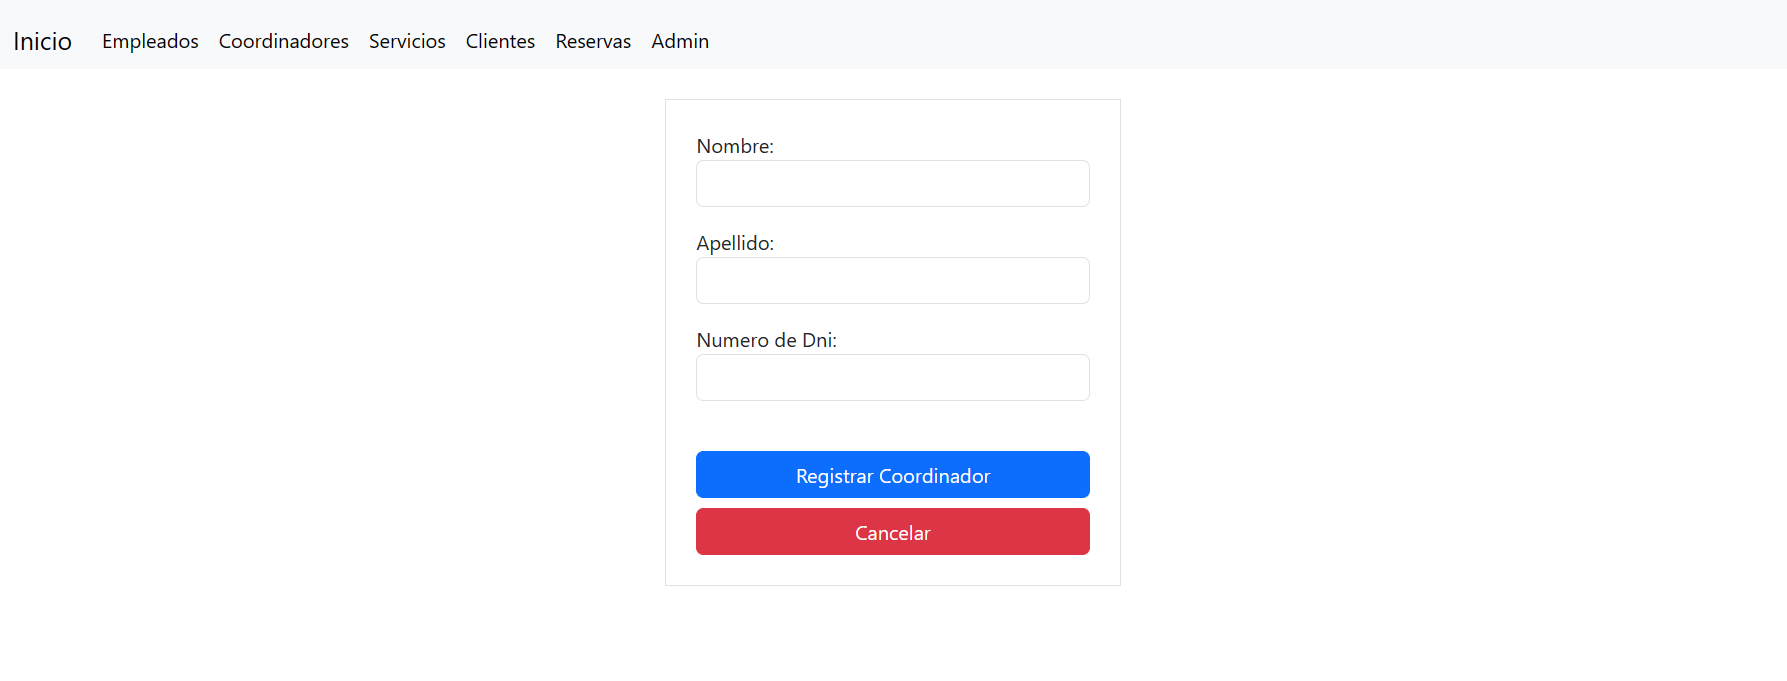 Inicio Empleados Coordinadores Servicios Clientes Reservas Admin
Nombre:
Apellido:
Numero de Dni:
Registrar Coordinador
Cancelar